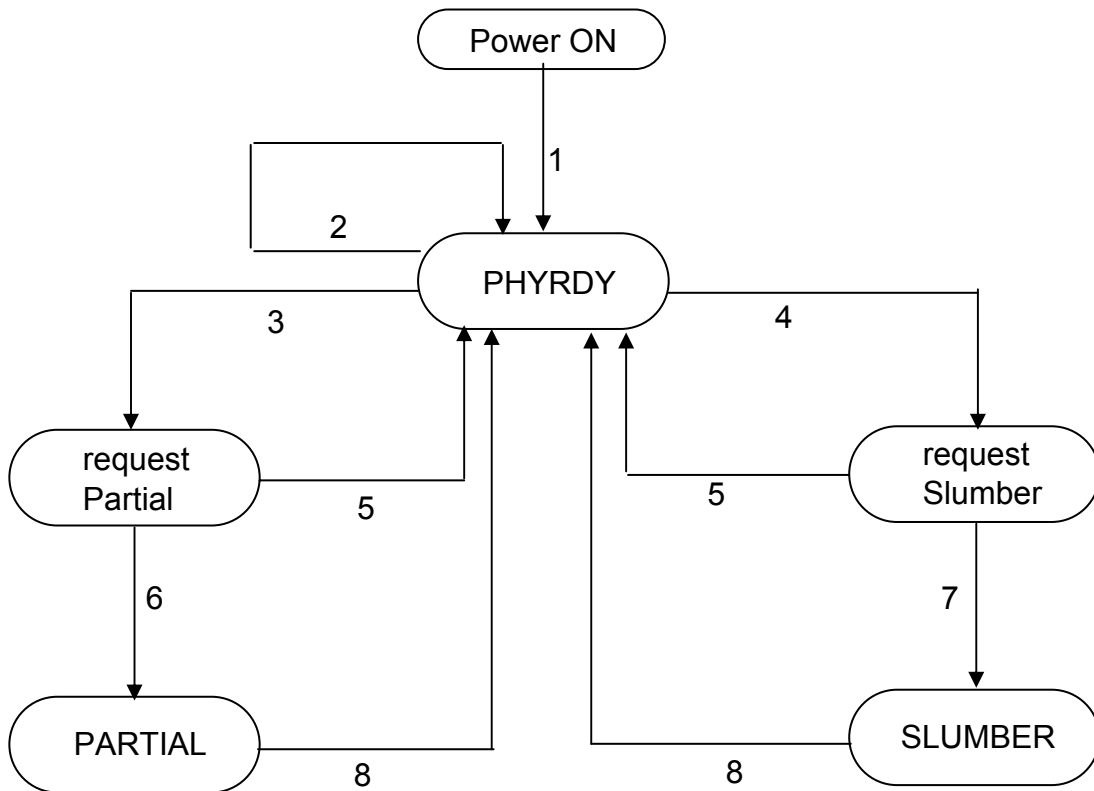 Power ON
1
2
PHYRDY
3
4
request
Partial
5
5
request
Slumber
6
7
PARTIAL
8
8
SLUMBER